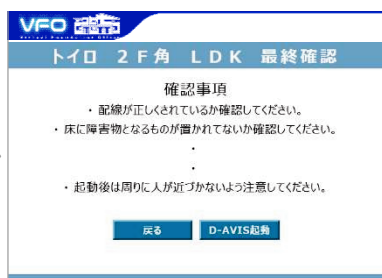 VFO
トイロ 2F角 LDK 最終確認
確認事項
・ 配線が正しくされているか確認してください。
・ 床に障害物となるものが置かれてないか確認してください。
・
・
・ 起動後は周りに人が近づかないよう注意してください。
戻る D-AVIS起動